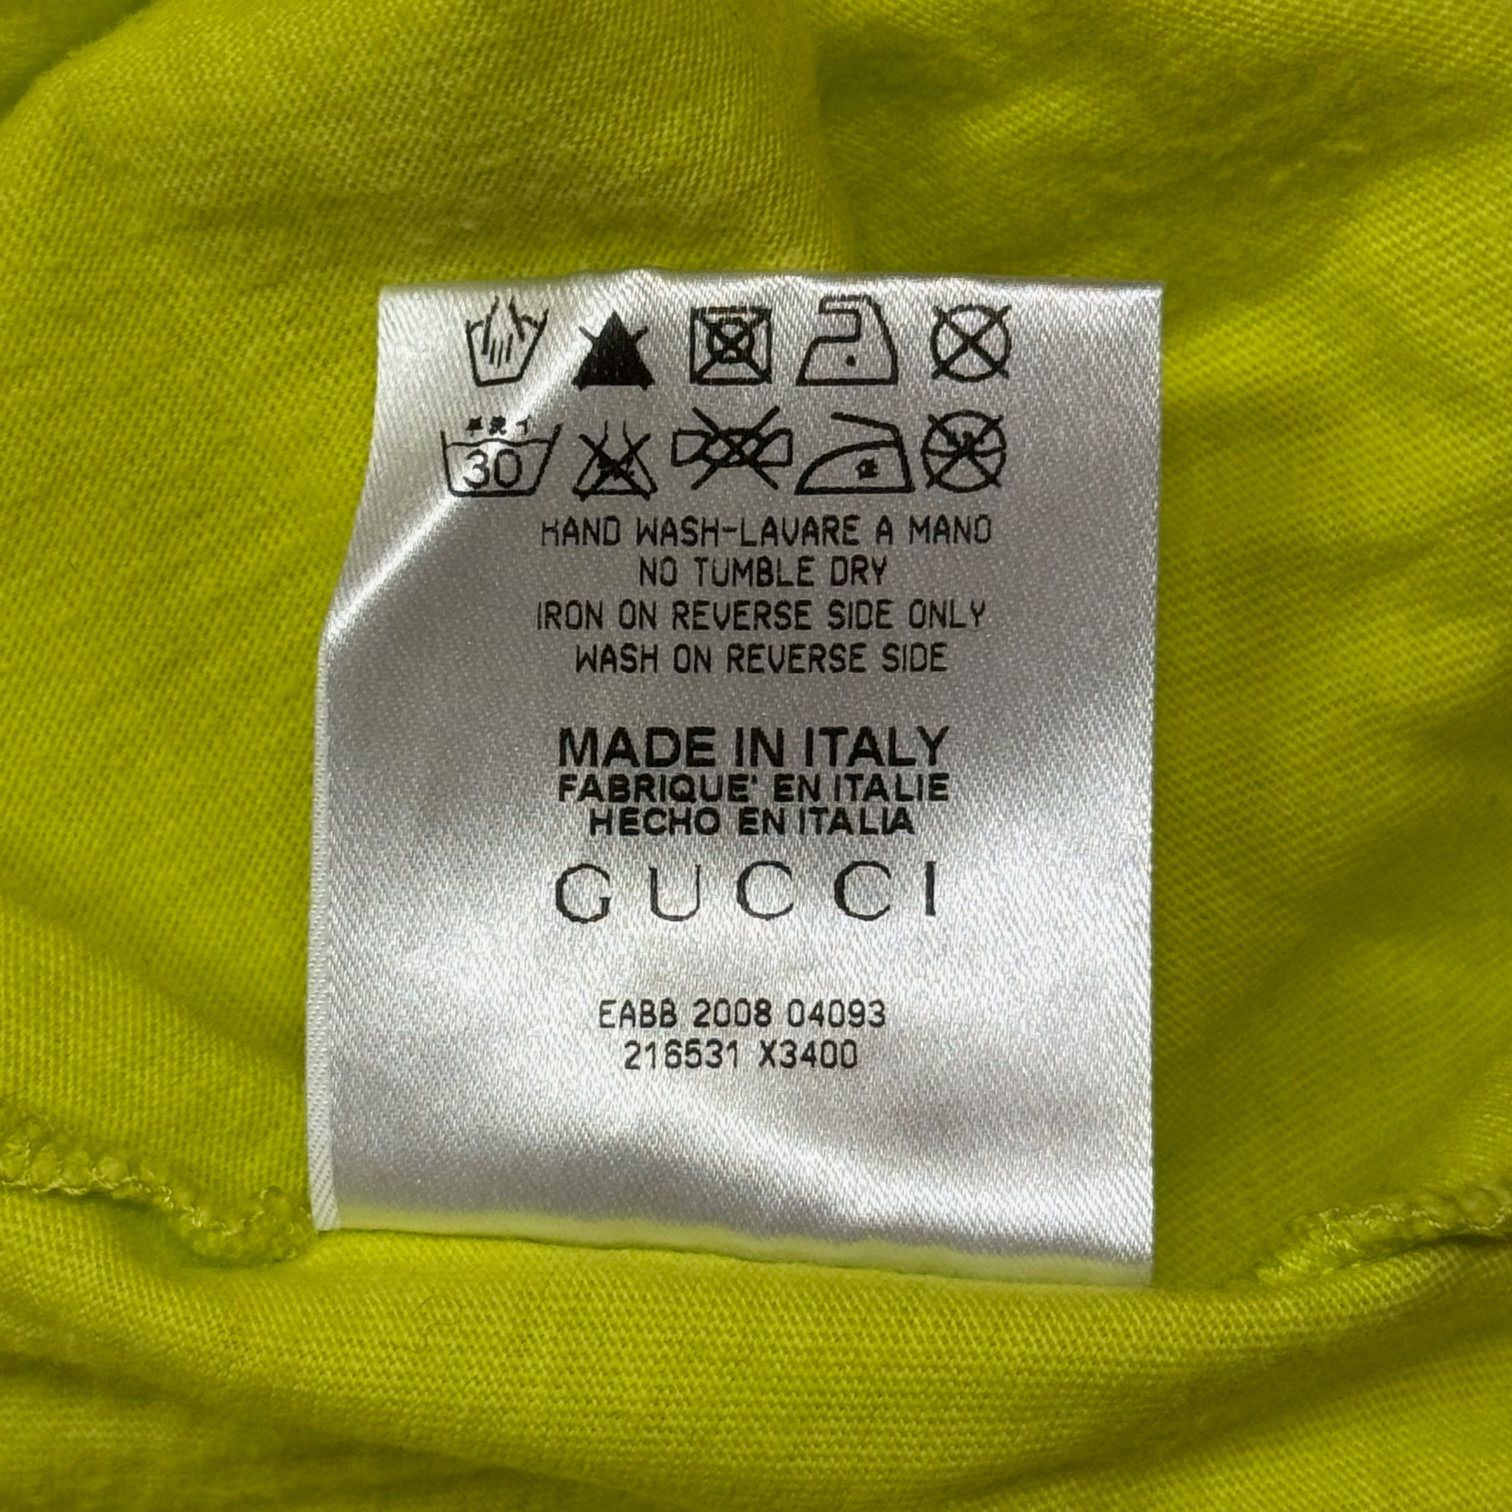 30
HAND WASH-LAVARE A MANO
NO TUMBLE DRY
IRON ON REVERSE SIDE ONLY
WASH ON REVERSE SIDE
MADE IN ITALY
FABRIQUE' EN ITALIE
HECHO EN ITALIA
GUCCI
EABB 2008 04093
216531 X3400